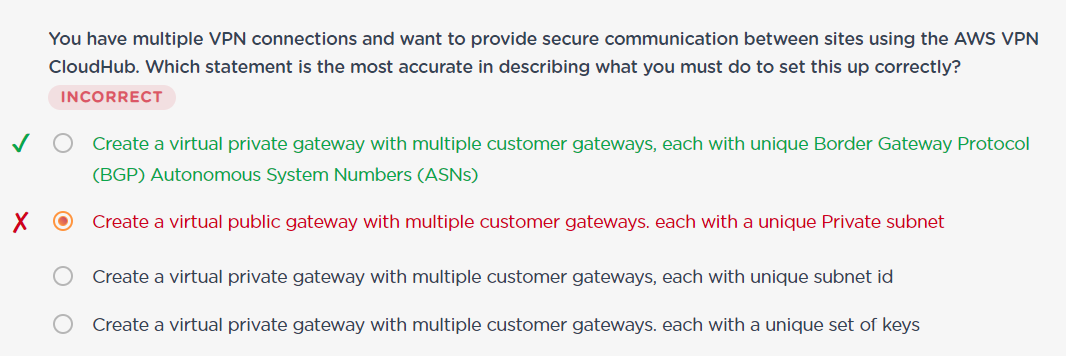 You have multiple VPN connections and want to provide secure communication between sites using the AWS VPN
CloudHub. Which statement is the most accurate in describing what you must do to set this up correctly?
INCORRECT
Create a virtual private gateway with multiple customer gateways, each with unique Border Gateway Protocol
(BGP) Autonomous System Numbers (ASNs)
Create a virtual public gateway with multiple customer gateways. each with a unique Private subnet
Create a virtual private gateway with multiple customer gateways, each with unique subnet id
Create a virtual private gateway with multiple customer gateways. each with a unique set of keys